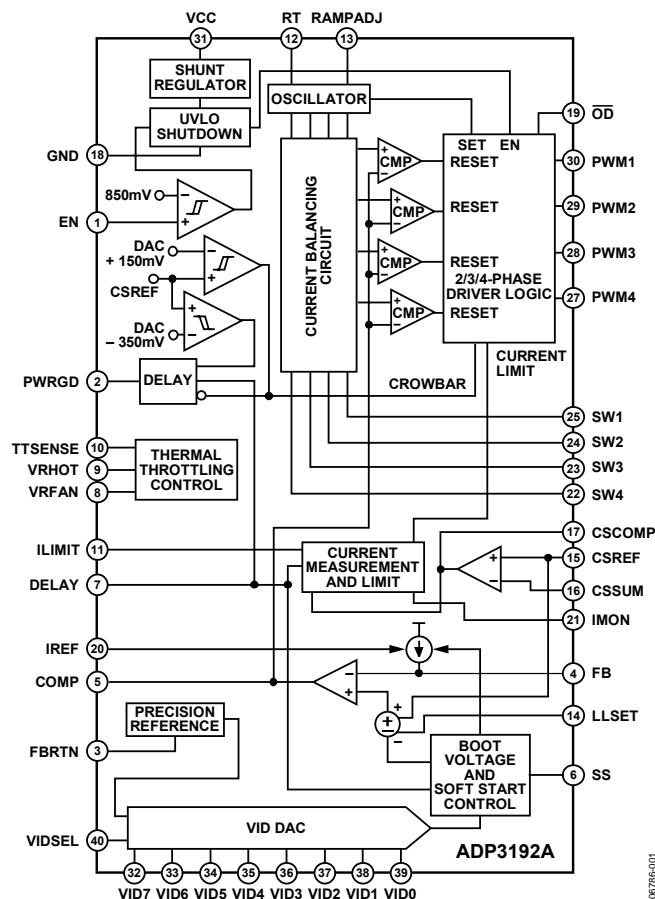 VCC RT RAMPADJ
31 12 13
SHUNT
REGULATOR
OSCILLATOR
UVLO
SHUTDOWN
GND 18
850mV – +
EN 1
DAC
+ 150mV – +
CSREF
DAC
– 350mV + –
PWRGD 2
DELAY
CURRENT BALANCING
CIRCUIT
+ – CMP
+ – CMP
+ – CMP
+ – CMP
SET EN
RESET
RESET
RESET
2/3/4-PHASE
DRIVER LOGIC
RESET
CURRENT
LIMIT
CROWBAR
19 OD
30 PWM1
29 PWM2
28 PWM3
27 PWM4
25 SW1
24 SW2
23 SW3
22 SW4
TTSENSE 10
VRHOT 9
VRFAN 8
THERMAL
THROTTLING
CONTROL
ILIMIT 11
DELAY 7
CURRENT
MEASUREMENT
AND LIMIT
+ –
17 CSCOMP
15 CSREF
16 CSSUM
21 IMON
IREF 20
COMP 5
– +
+ – + –
4 FB
14 LLSET
PRECISION
REFERENCE
FBRTN 3
BOOT
VOLTAGE
AND
SOFT START
CONTROL
6 SS
VIDSEL 40
VID DAC
ADP3192A
32 33 34 35 36 37 38 39
VID7 VID6 VID5 VID4 VID3 VID2 VID1 VID0
06786-001